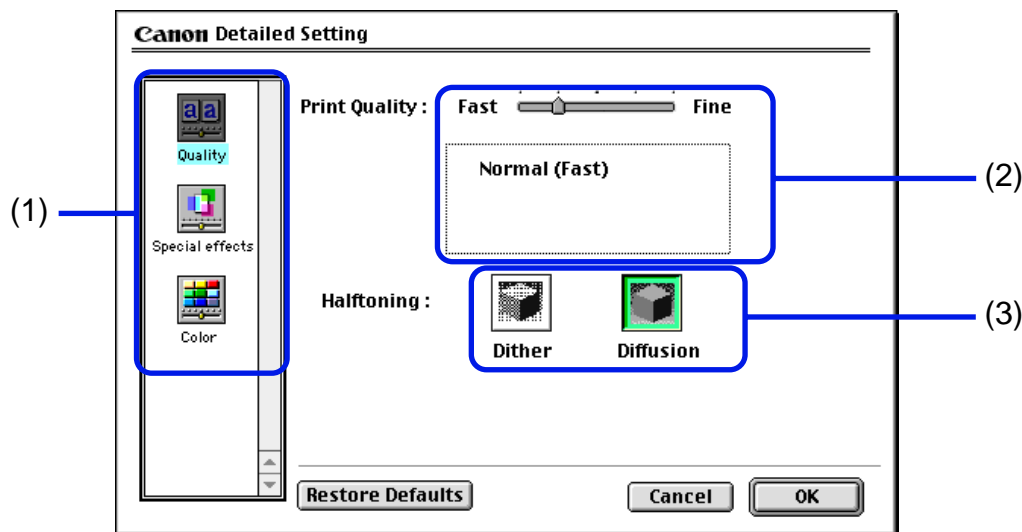 Canon Detailed Setting
aa
Quality
Special effects
Color
(1)
Print Quality :
Fast
Fine
Normal (Fast)
(2)
Halftoning :
Dither
Diffusion
(3)
Restore Defaults
Cancel
OK